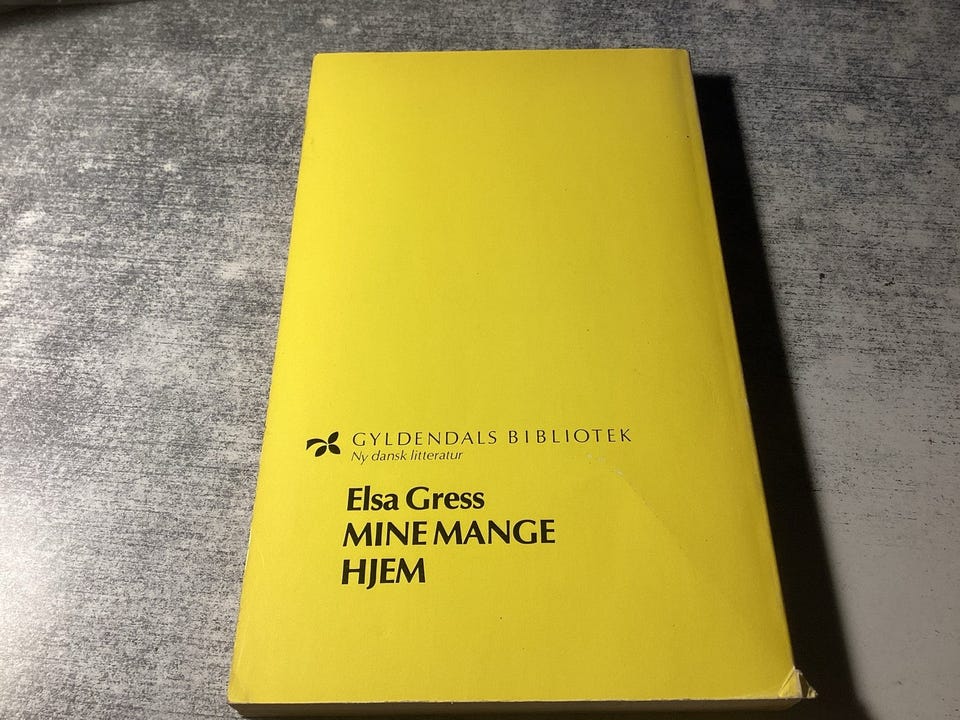 GYLDENDALS BIBLIOTEK
Ny dansk litteratur
Elsa Gress
MINE MANGE
HJEM